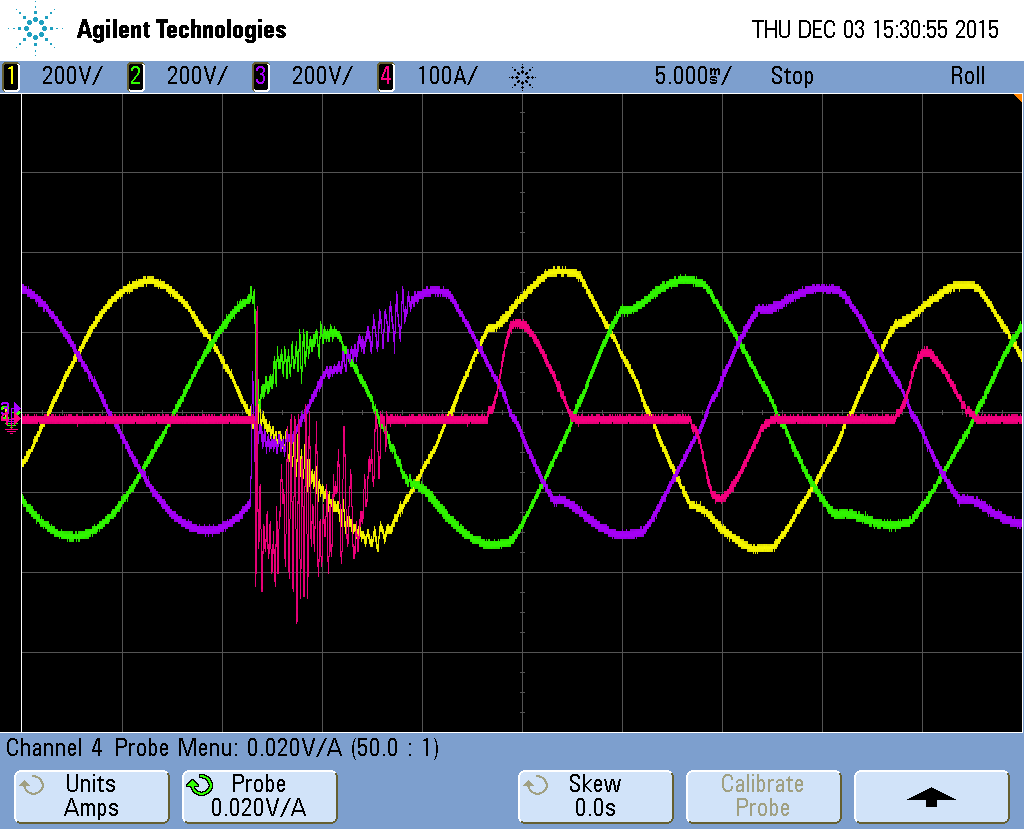 Agilent Technologies THU DEC 03 15:30:55 2015
1 200V/ 2 200V/ 3 200V/ 4 100A/ 5.000ms/ Stop Roll
Channel 4 Probe Menu: 0.020V/A (50.0 : 1)
Units Probe Skew Calibrate
Amps 0.020V/A 0.0s Probe